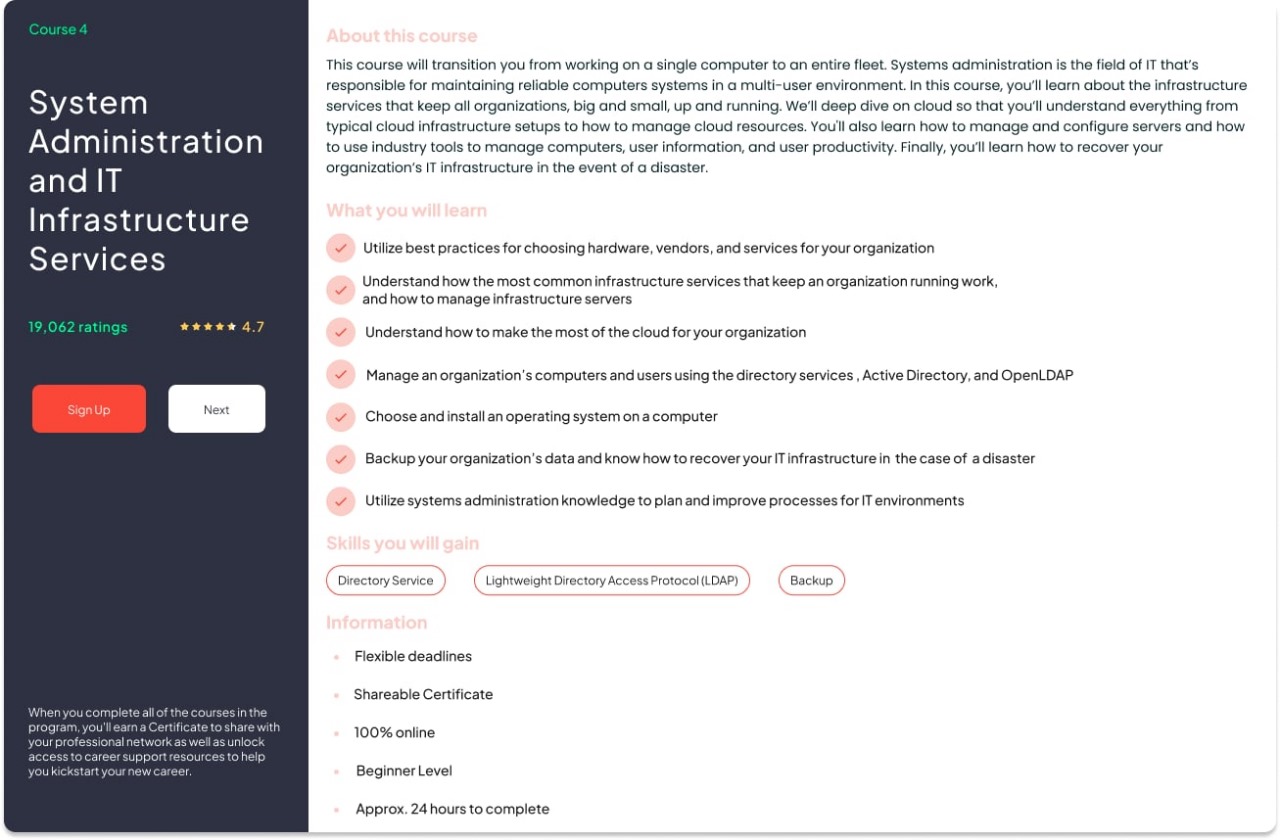 Course 4
System
Administration
and IT
Infrastructure
Services
19,062 ratings
4.7
Sign Up
Next
When you complete all of the courses in the
program, you'll earn a Certificate to share with
your professional network as well as unlock
access to career support resources to help
you kickstart your new career.
About this course
This course will transition you from working on a single computer to an entire fleet. Systems administration is the field of IT that's
responsible for maintaining reliable computers systems in a multi-user environment. In this course, you'll learn about the infrastructure
services that keep all organizations, big and small, up and running. We'll deep dive on cloud so that you'll understand everything from
typical cloud infrastructure setups to how to manage cloud resources. You'll also learn how to manage and configure servers and how
to use industry tools to manage computers, user information, and user productivity. Finally, you'll learn how to recover your
organization's IT infrastructure in the event of a disaster.
What you will learn
Utilize best practices for choosing hardware, vendors, and services for your organization
Understand how the most common infrastructure services that keep an organization running work,
and how to manage infrastructure servers
Understand how to make the most of the cloud for your organization
Manage an organization's computers and users using the directory services , Active Directory, and OpenLDAP
Choose and install an operating system on a computer
Backup your organization's data and know how to recover your IT infrastructure in the case of a disaster
Utilize systems administration knowledge to plan and improve processes for IT environments
Skills you will gain
Directory Service
Lightweight Directory Access Protocol (LDAP)
Backup
Information
Flexible deadlines
Shareable Certificate
100% online
Beginner Level
Approx. 24 hours to complete